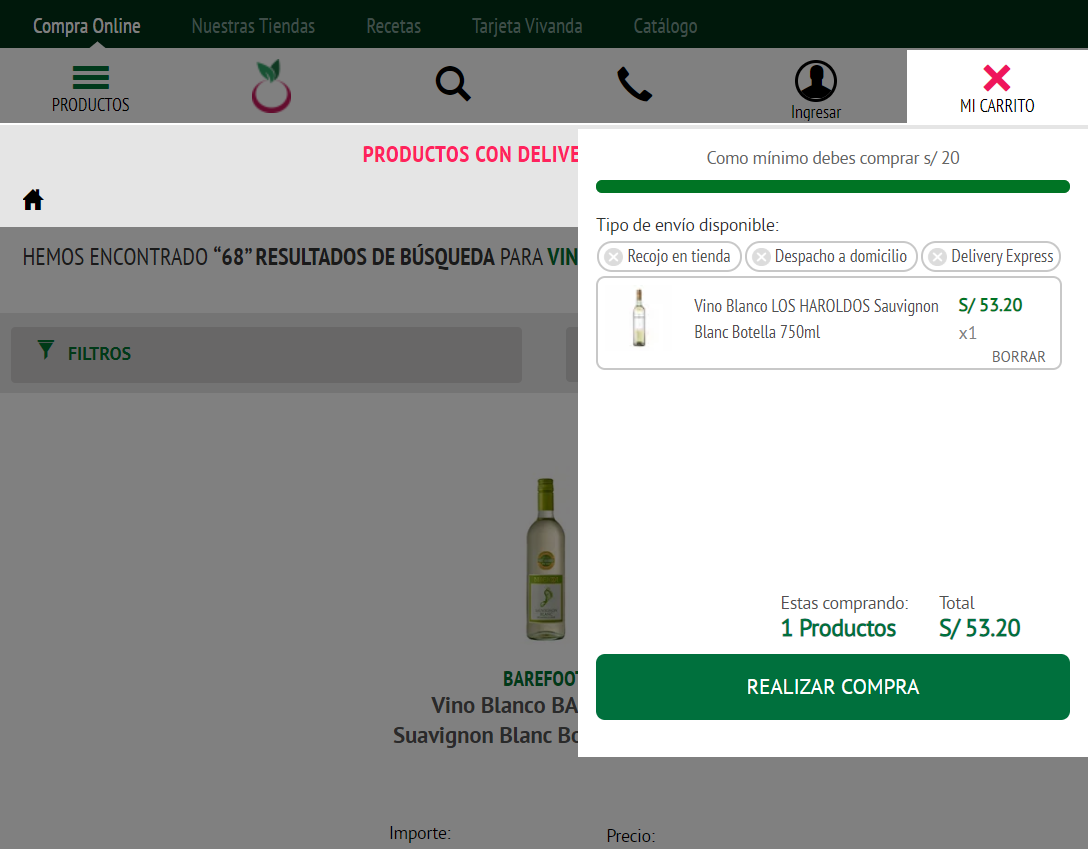 Compra Online Nuestras Tiendas Recetas Tarjeta Vivanda Catálogo
PRODUCTOS Ingresar MI CARRITO
PRODUCTOS CON DELIVE
HEMOS ENCONTRADO “68” RESULTADOS DE BÚSQUEDA PARA VIN
FILTROS
BAREFOOT
Vino Blanco BA
Suavignon Blanc Bo
Importe: Precio:
Como mínimo debes comprar s/ 20
Tipo de envío disponible:
Recojo en tienda Despacho a domicilio Delivery Express
Vino Blanco LOS HAROLDOS Sauvignon S/ 53.20
Blanc Botella 750ml x1
BORRAR
Estas comprando: Total
1 Productos S/ 53.20
REALIZAR COMPRA